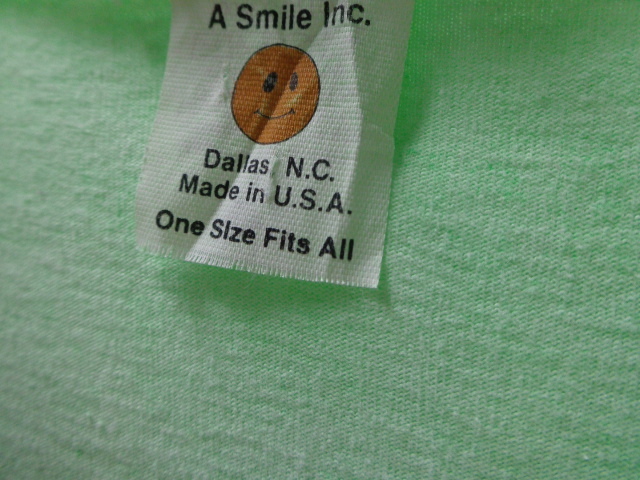 A Smile Inc.
Dallas, N.C.
Made in U.S.A.
One Size Fits All